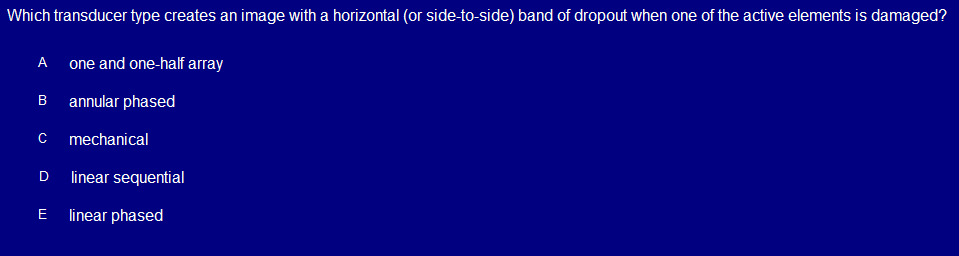 Which transducer type creates an image with a horizontal (or side-to-side) band of dropout when one of the active elements is damaged?
A one and one-half array
B annular phased
C mechanical
D linear sequential
E linear phased